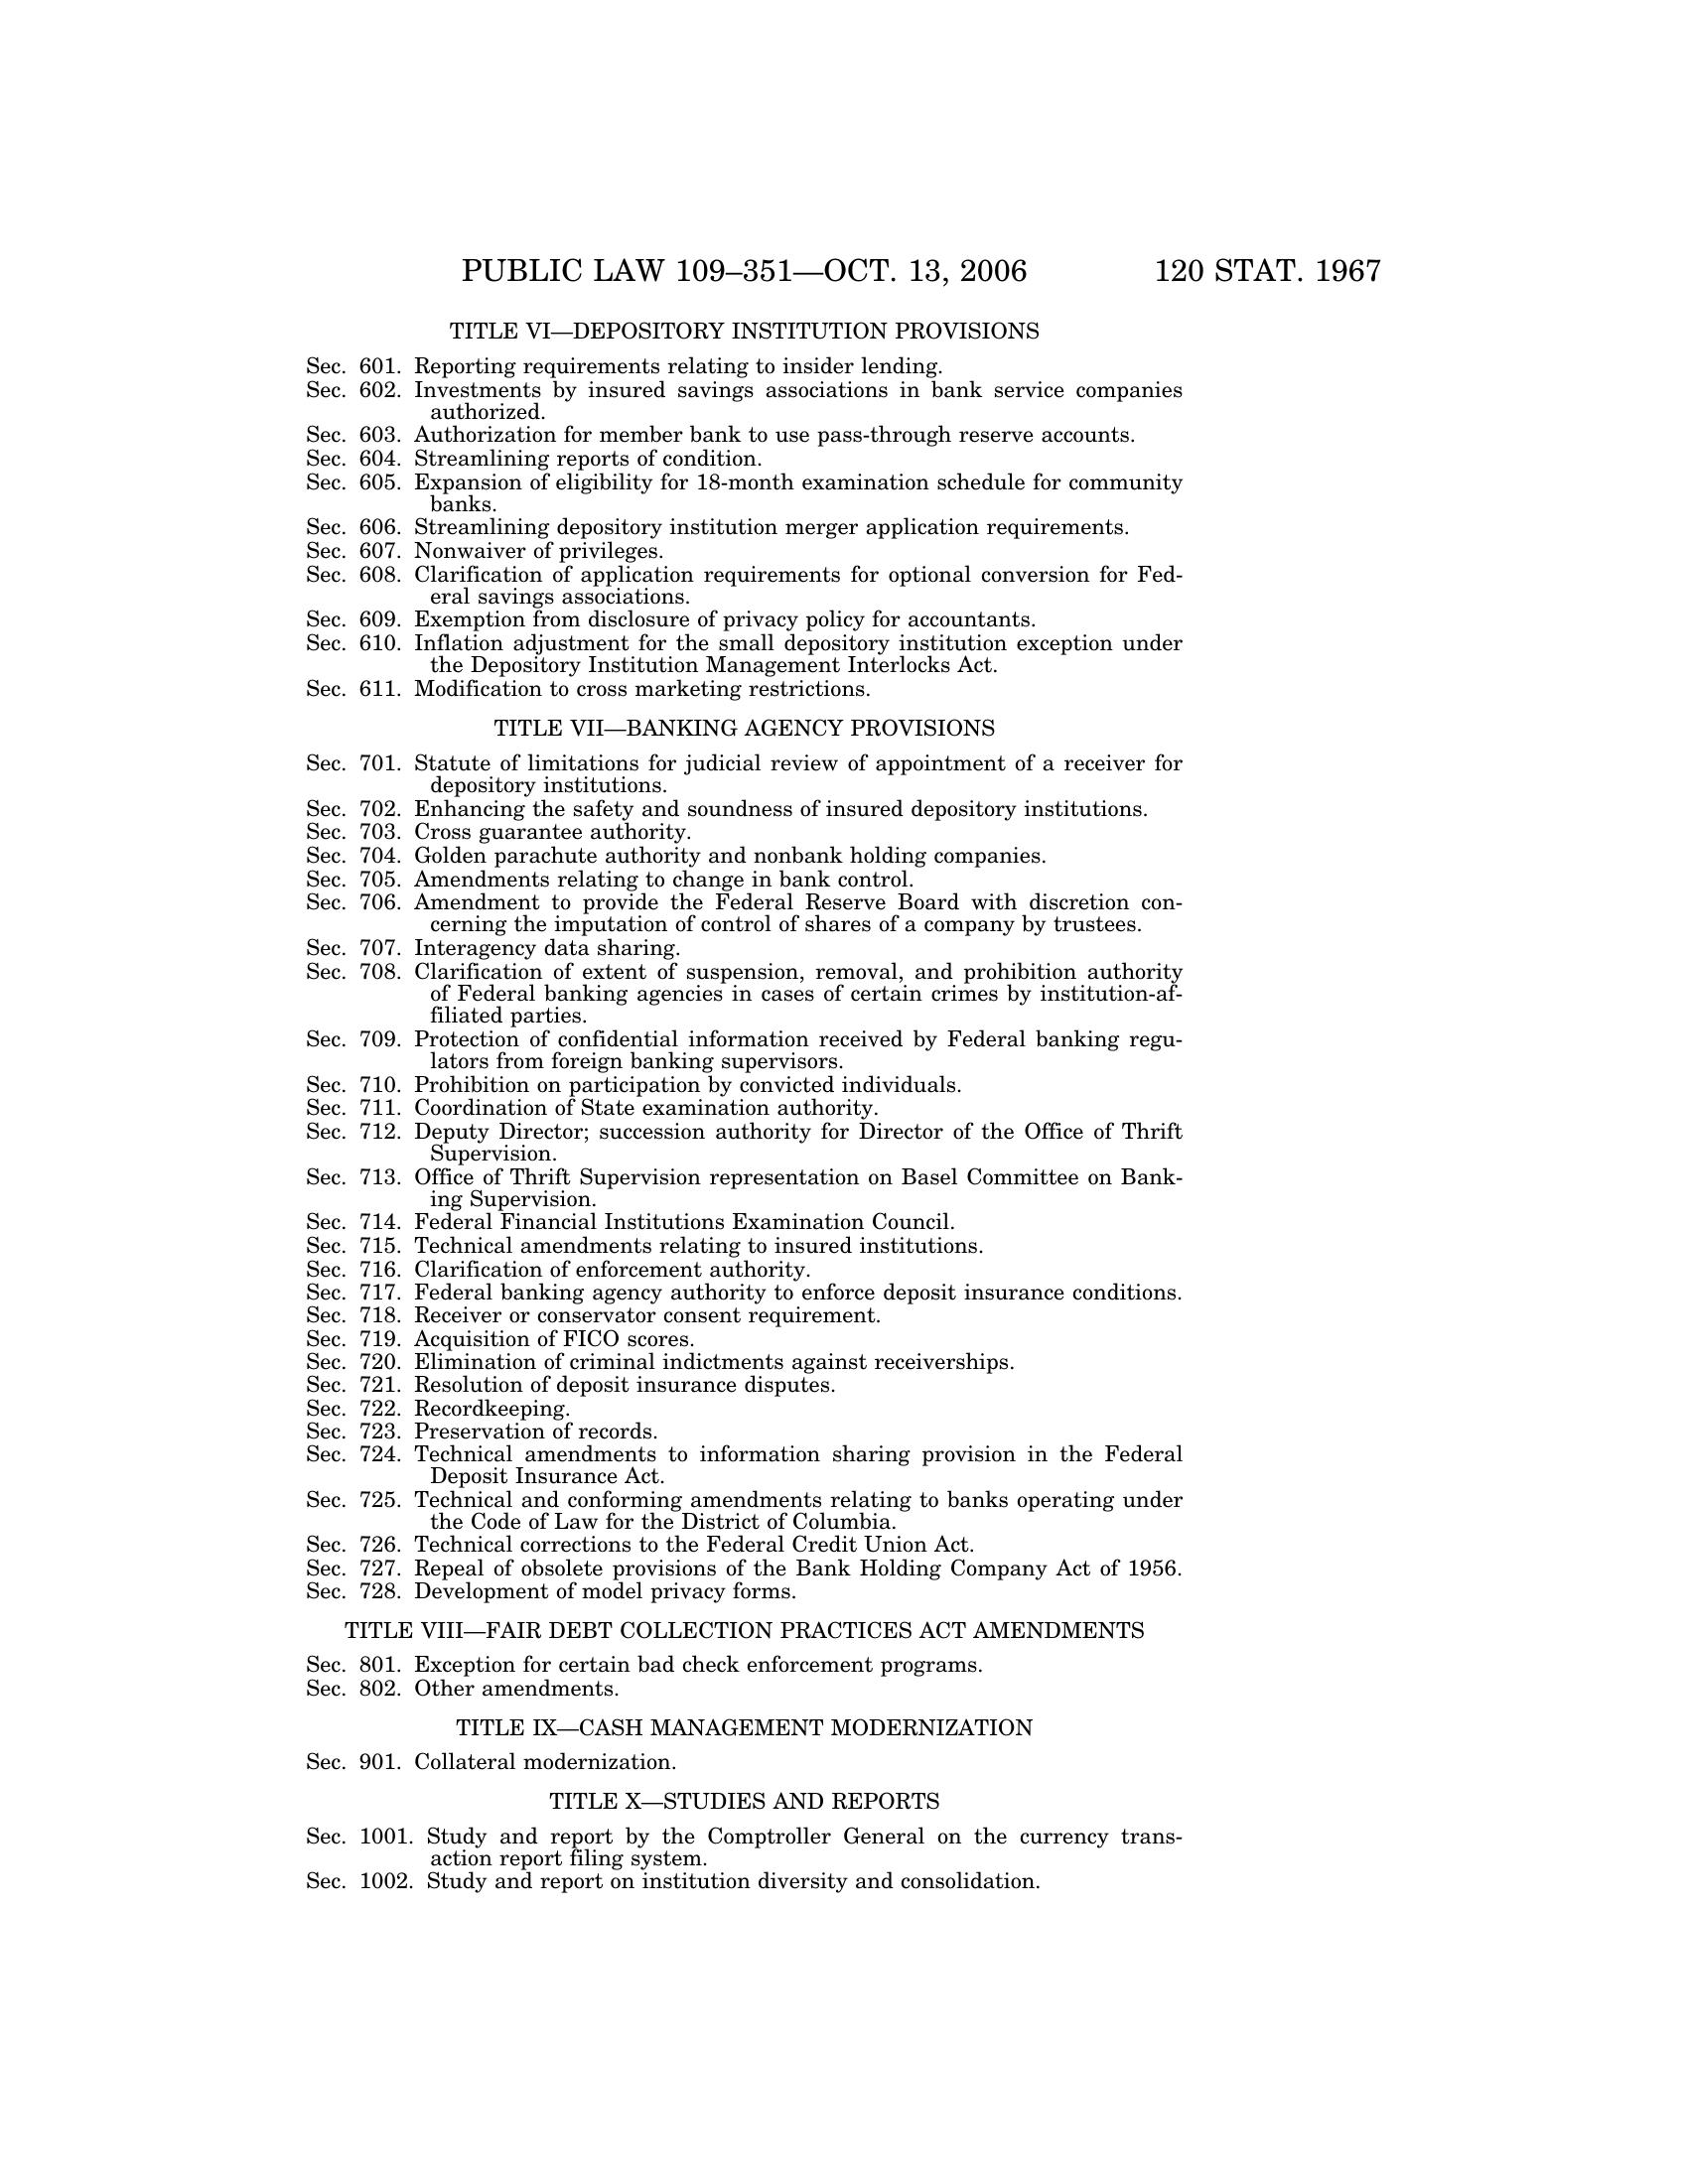 PUBLIC LAW 109–351—OCT. 13, 2006 120 STAT. 1967
TITLE VI—DEPOSITORY INSTITUTION PROVISIONS
Sec. 601. Reporting requirements relating to insider lending.
Sec. 602. Investments by insured savings associations in bank service companies
authorized.
Sec. 603. Authorization for member bank to use pass-through reserve accounts.
Sec. 604. Streamlining reports of condition.
Sec. 605. Expansion of eligibility for 18-month examination schedule for community
banks.
Sec. 606. Streamlining depository institution merger application requirements.
Sec. 607. Nonwaiver of privileges.
Sec. 608. Clarification of application requirements for optional conversion for Fed-
eral savings associations.
Sec. 609. Exemption from disclosure of privacy policy for accountants.
Sec. 610. Inflation adjustment for the small depository institution exception under
the Depository Institution Management Interlocks Act.
Sec. 611. Modification to cross marketing restrictions.
TITLE VII—BANKING AGENCY PROVISIONS
Sec. 701. Statute of limitations for judicial review of appointment of a receiver for
depository institutions.
Sec. 702. Enhancing the safety and soundness of insured depository institutions.
Sec. 703. Cross guarantee authority.
Sec. 704. Golden parachute authority and nonbank holding companies.
Sec. 705. Amendments relating to change in bank control.
Sec. 706. Amendment to provide the Federal Reserve Board with discretion con-
cerning the imputation of control of shares of a company by trustees.
Sec. 707. Interagency data sharing.
Sec. 708. Clarification of extent of suspension, removal, and prohibition authority
of Federal banking agencies in cases of certain crimes by institution-af-
filiated parties.
Sec. 709. Protection of confidential information received by Federal banking regu-
lators from foreign banking supervisors.
Sec. 710. Prohibition on participation by convicted individuals.
Sec. 711. Coordination of State examination authority.
Sec. 712. Deputy Director; succession authority for Director of the Office of Thrift
Supervision.
Sec. 713. Office of Thrift Supervision representation on Basel Committee on Bank-
ing Supervision.
Sec. 714. Federal Financial Institutions Examination Council.
Sec. 715. Technical amendments relating to insured institutions.
Sec. 716. Clarification of enforcement authority.
Sec. 717. Federal banking agency authority to enforce deposit insurance conditions.
Sec. 718. Receiver or conservator consent requirement.
Sec. 719. Acquisition of FICO scores.
Sec. 720. Elimination of criminal indictments against receiverships.
Sec. 721. Resolution of deposit insurance disputes.
Sec. 722. Recordkeeping.
Sec. 723. Preservation of records.
Sec. 724. Technical amendments to information sharing provision in the Federal
Deposit Insurance Act.
Sec. 725. Technical and conforming amendments relating to banks operating under
the Code of Law for the District of Columbia.
Sec. 726. Technical corrections to the Federal Credit Union Act.
Sec. 727. Repeal of obsolete provisions of the Bank Holding Company Act of 1956.
Sec. 728. Development of model privacy forms.
TITLE VIII—FAIR DEBT COLLECTION PRACTICES ACT AMENDMENTS
Sec. 801. Exception for certain bad check enforcement programs.
Sec. 802. Other amendments.
TITLE IX—CASH MANAGEMENT MODERNIZATION
Sec. 901. Collateral modernization.
TITLE X—STUDIES AND REPORTS
Sec. 1001. Study and report by the Comptroller General on the currency trans-
action report filing system.
Sec. 1002. Study and report on institution diversity and consolidation.